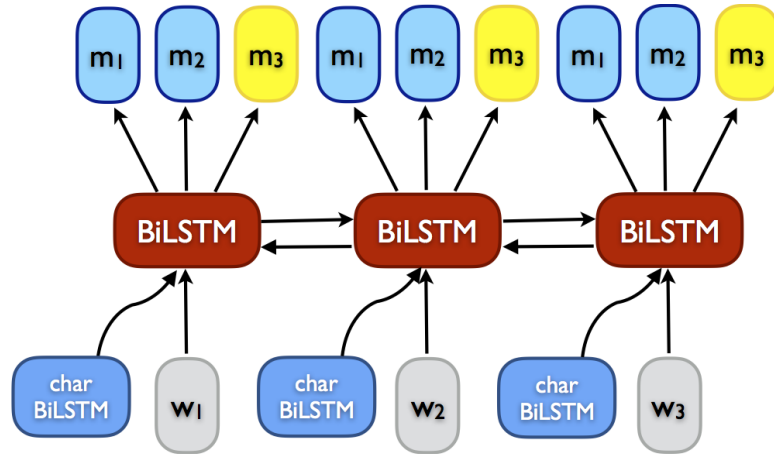 m1 m2 m3 m1 m2 m3 m1 m2 m3
BiLSTM BiLSTM BiLSTM
char
BiLSTM
w1
char
BiLSTM
w2
char
BiLSTM
w3